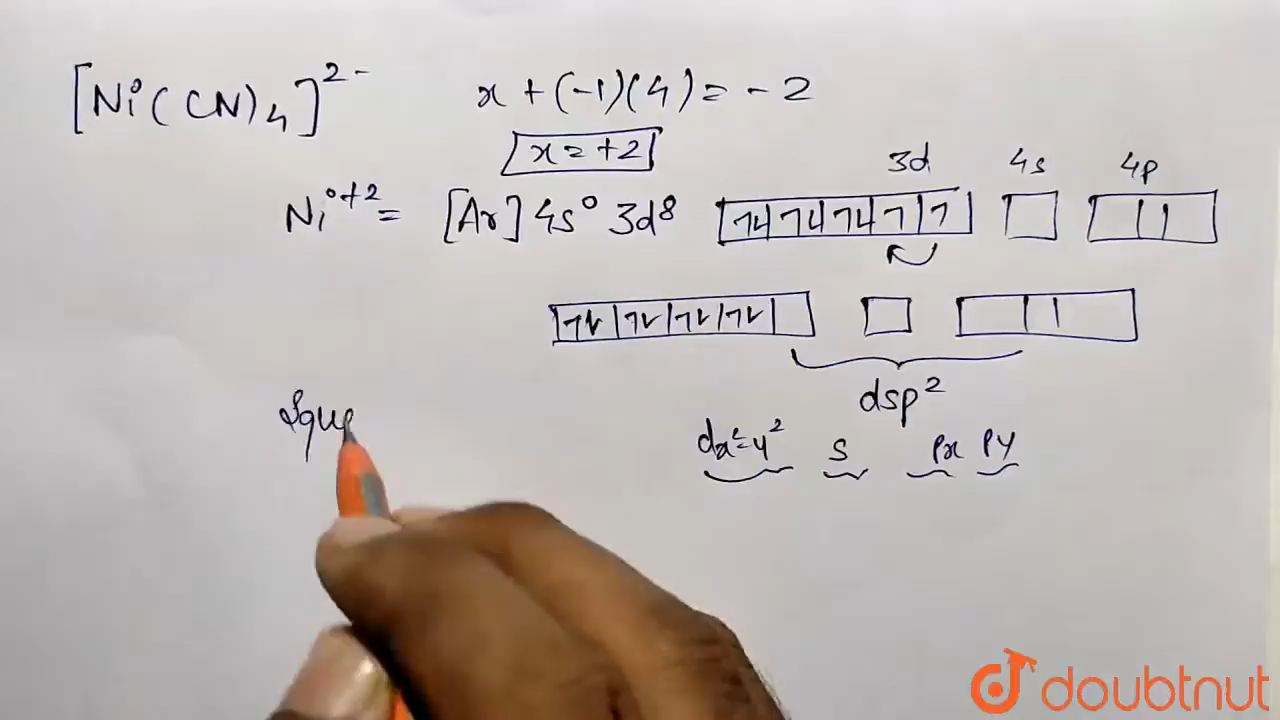 [Ni(CN)4]²⁻ x + (-1)(4) = -2
x = +2
3d 4s 4p
Ni⁺² = [Ar] 4s⁰ 3d⁸
dsp²
dx²-y² s px py
Squa
doubtnut